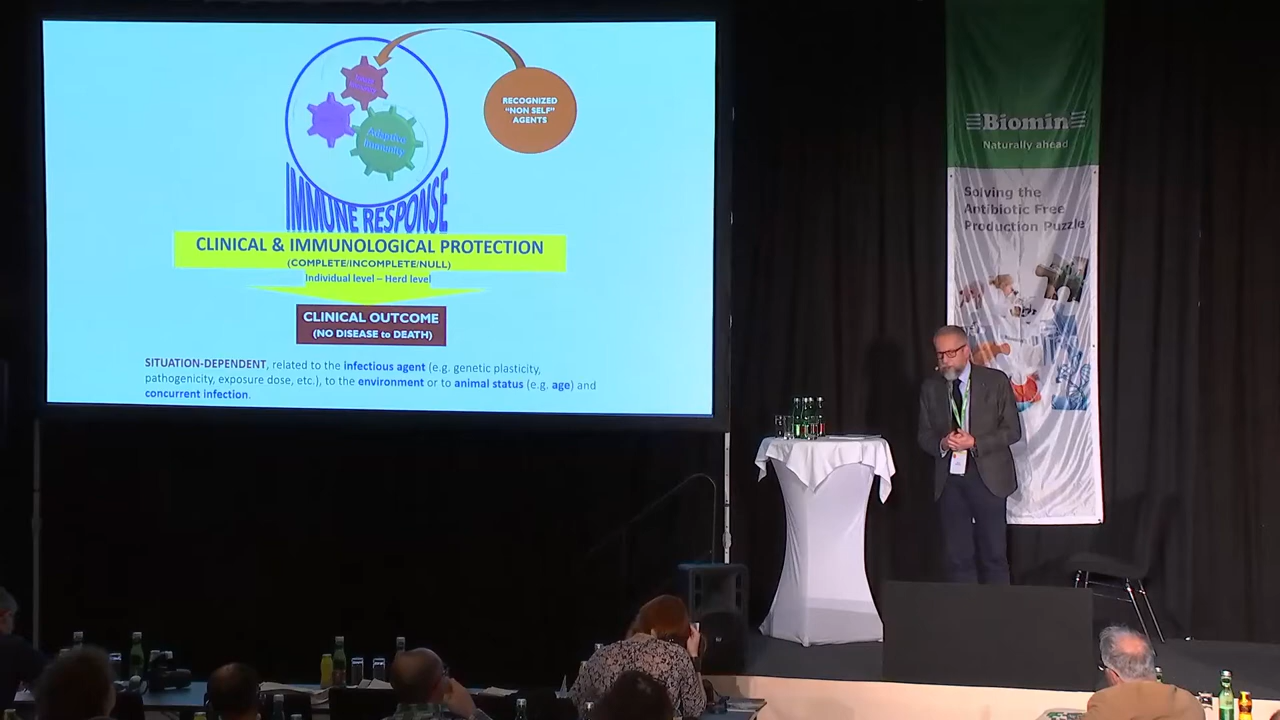 RECOGNIZED
"NON SELF"
AGENTS
Adaptive
Immunity
IMMUNE RESPONSE
CLINICAL & IMMUNOLOGICAL PROTECTION
(COMPLETE/INCOMPLETE/NULL)
Individual level – Herd level
CLINICAL OUTCOME
(NO DISEASE to DEATH)
SITUATION-DEPENDENT, related to the infectious agent (e.g. genetic plasticity,
pathogenicity, exposure dose, etc.), to the environment or to animal status (e.g. age) and
concurrent infection.
Biomin
Naturally ahead
Solving the
Antibiotic Free
Production Puzzle